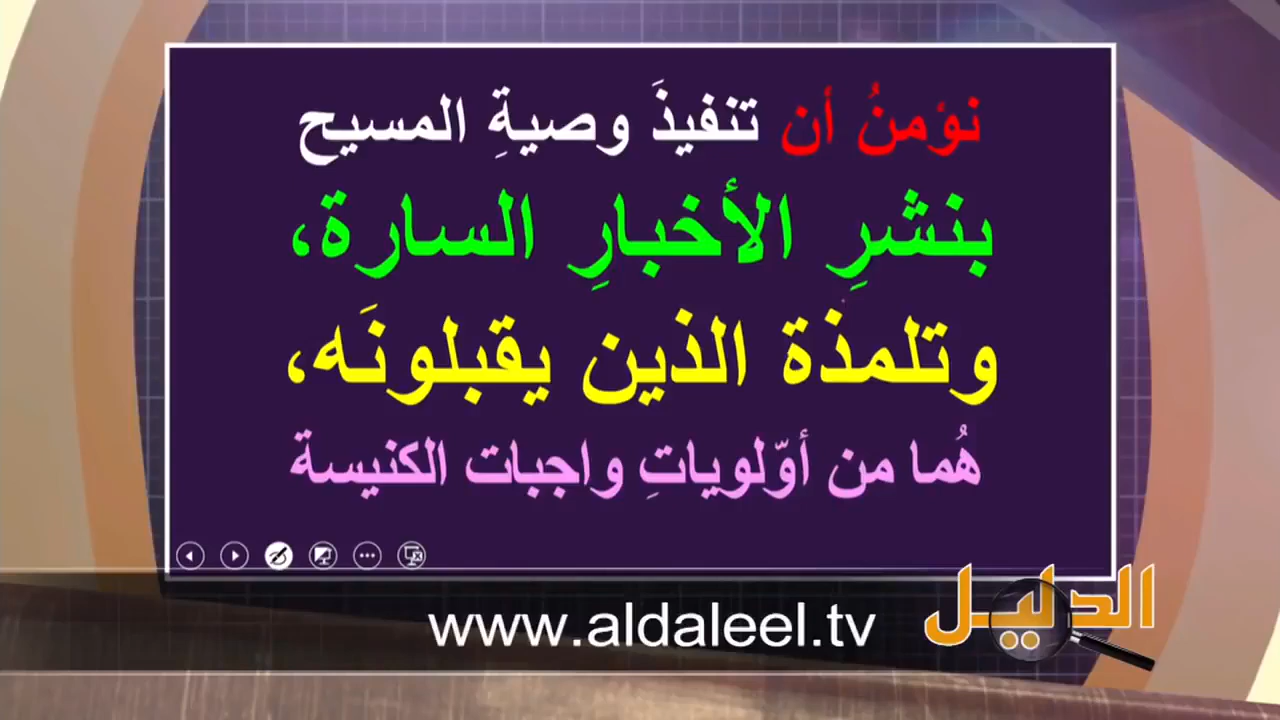 نؤمنُ أن تنفيذَ وصيةِ المسيح
بنشرِ الأخبارِ السارة،
وتلمذة الذين يقبلونَه،
هُما من أوّلوياتِ واجبات الكنيسة
www.aldaleel.tv
الدليل